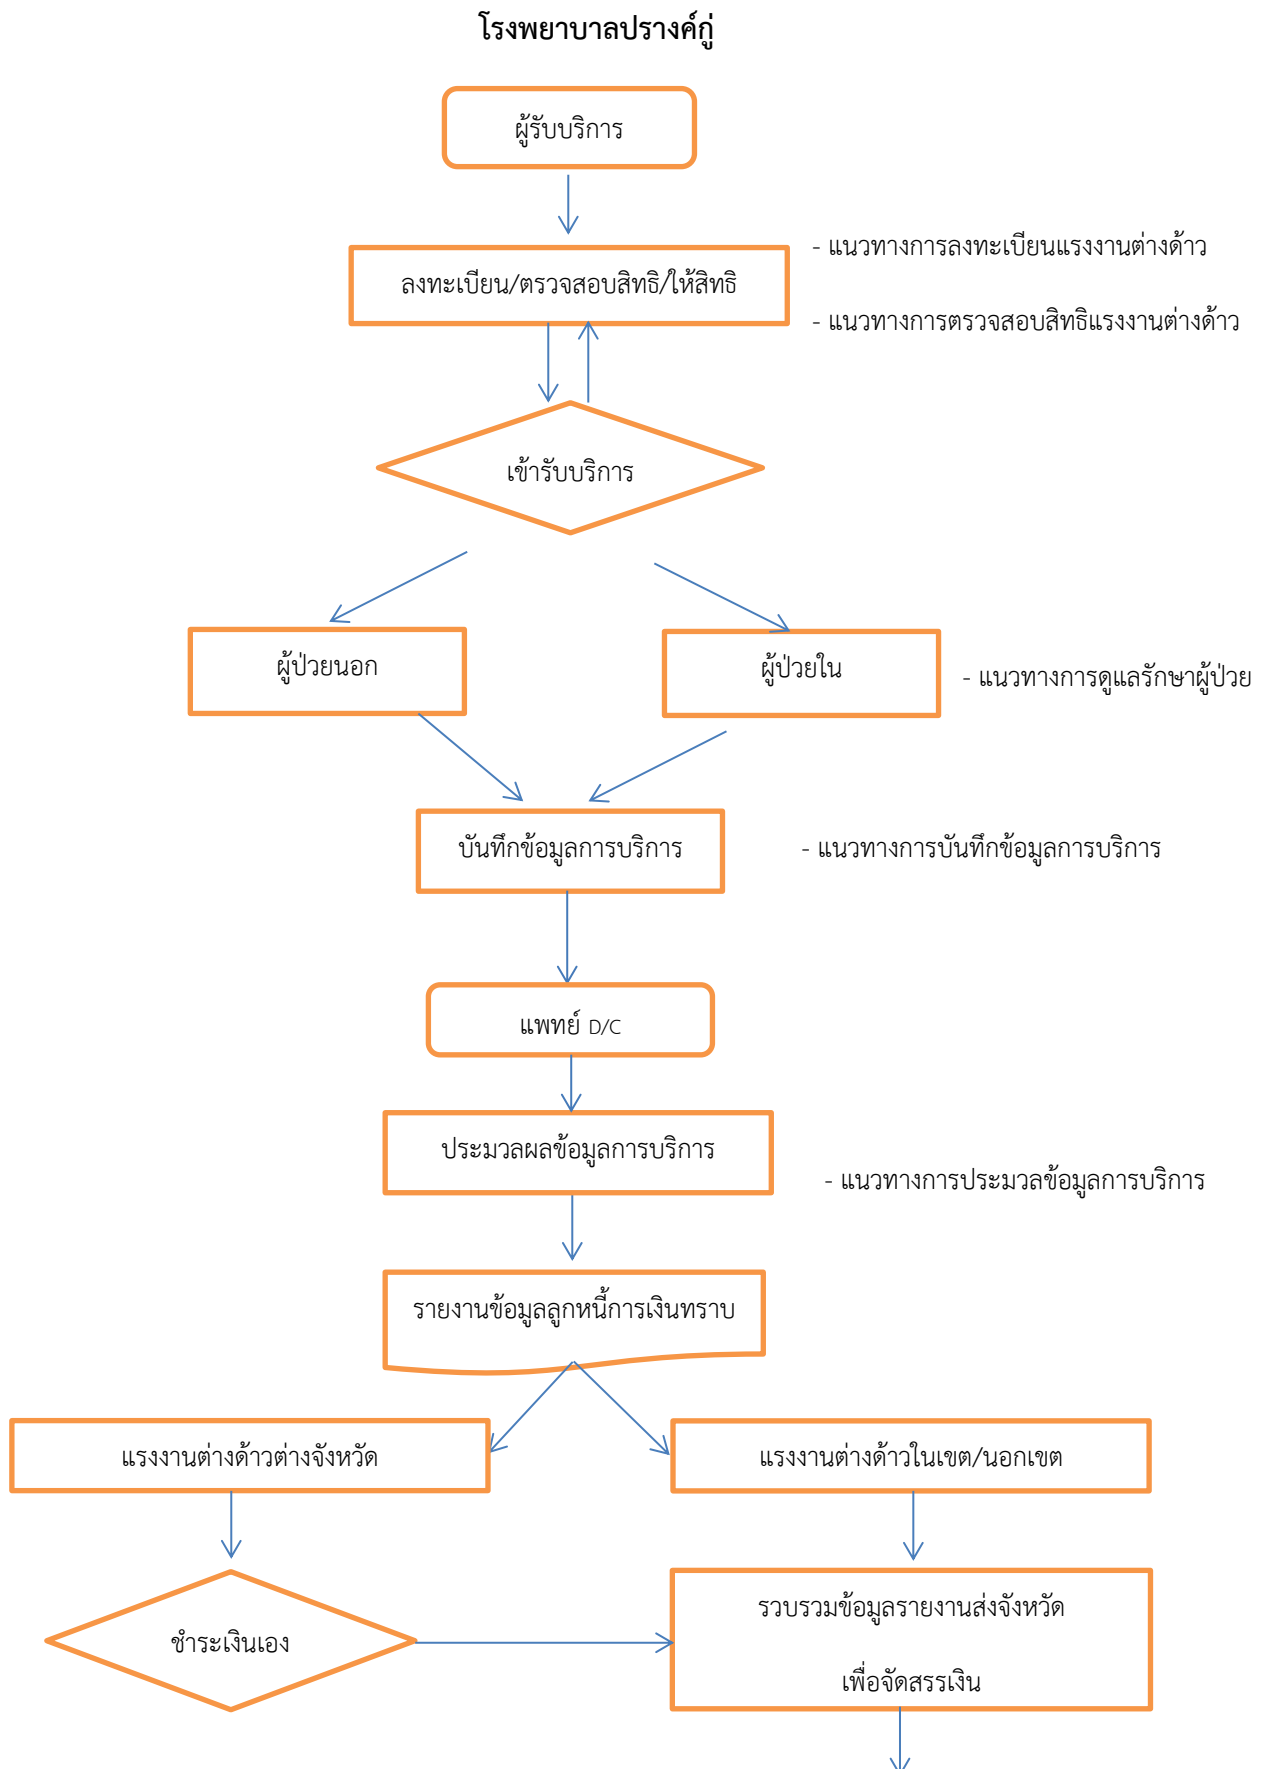 โรงพยาบาลปรางค์กู่
ผู้รับบริการ
- แนวทางการลงทะเบียนแรงงานต่างด้าว
ลงทะเบียน/ตรวจสอบสิทธิ/ให้สิทธิ
- แนวทางการตรวจสอบสิทธิแรงงานต่างด้าว
เข้ารับบริการ
ผู้ป่วยนอก
ผู้ป่วยใน
- แนวทางการดูแลรักษาผู้ป่วย
บันทึกข้อมูลการบริการ
- แนวทางการบันทึกข้อมูลการบริการ
แพทย์ D/C
ประมวลผลข้อมูลการบริการ
- แนวทางการประมวลข้อมูลการบริการ
รายงานข้อมูลลูกหนี้การเงินทราบ
แรงงานต่างด้าวต่างจังหวัด
แรงงานต่างด้าวในเขต/นอกเขต
ชำระเงินเอง
รวบรวมข้อมูลรายงานส่งจังหวัด
เพื่อจัดสรรเงิน